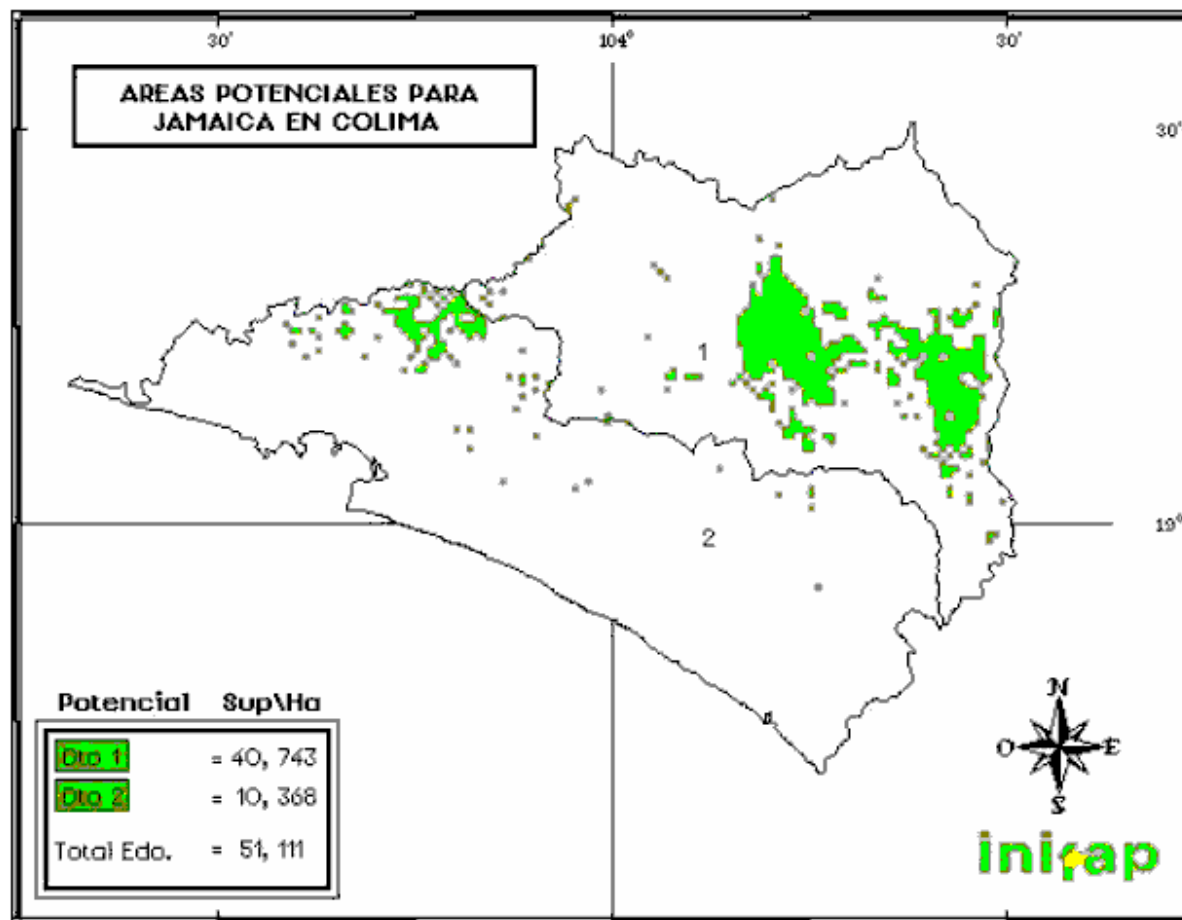 30'
104°
30'
AREAS POTENCIALES PARA
JAMAICA EN COLIMA
30'
1
19°
2
Potencial Sup\Ha
Dto 1 = 40, 743
Dto 2 = 10, 368
Total Edo. = 51, 111
N
O E
S
inifap